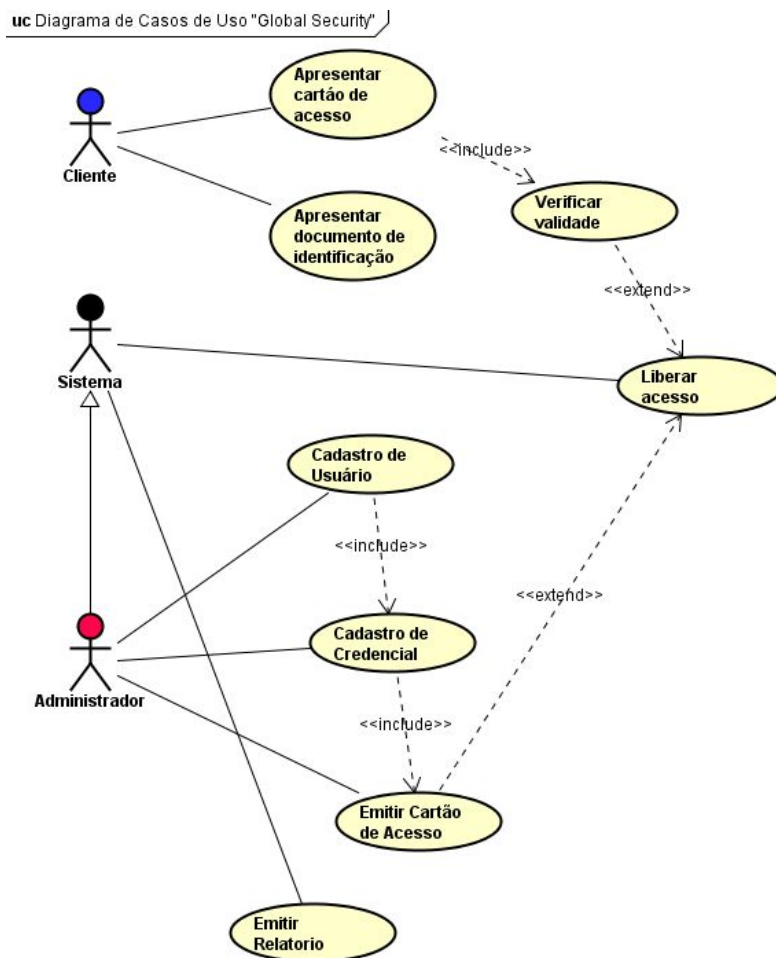 uc Diagrama de Casos de Uso "Global Security"
Apresentar
cartáo de
acesso
Cliente
<<include>>
Verificar
validade
Apresentar
documento de
identificação
<<extend>>
Sistema
Liberar
acesso
Cadastro de
Usuário
<<include>>
<<extend>>
Cadastro de
Credencial
Administrador
<<include>>
Emitir Cartão
de Acesso
Emitir
Relatorio